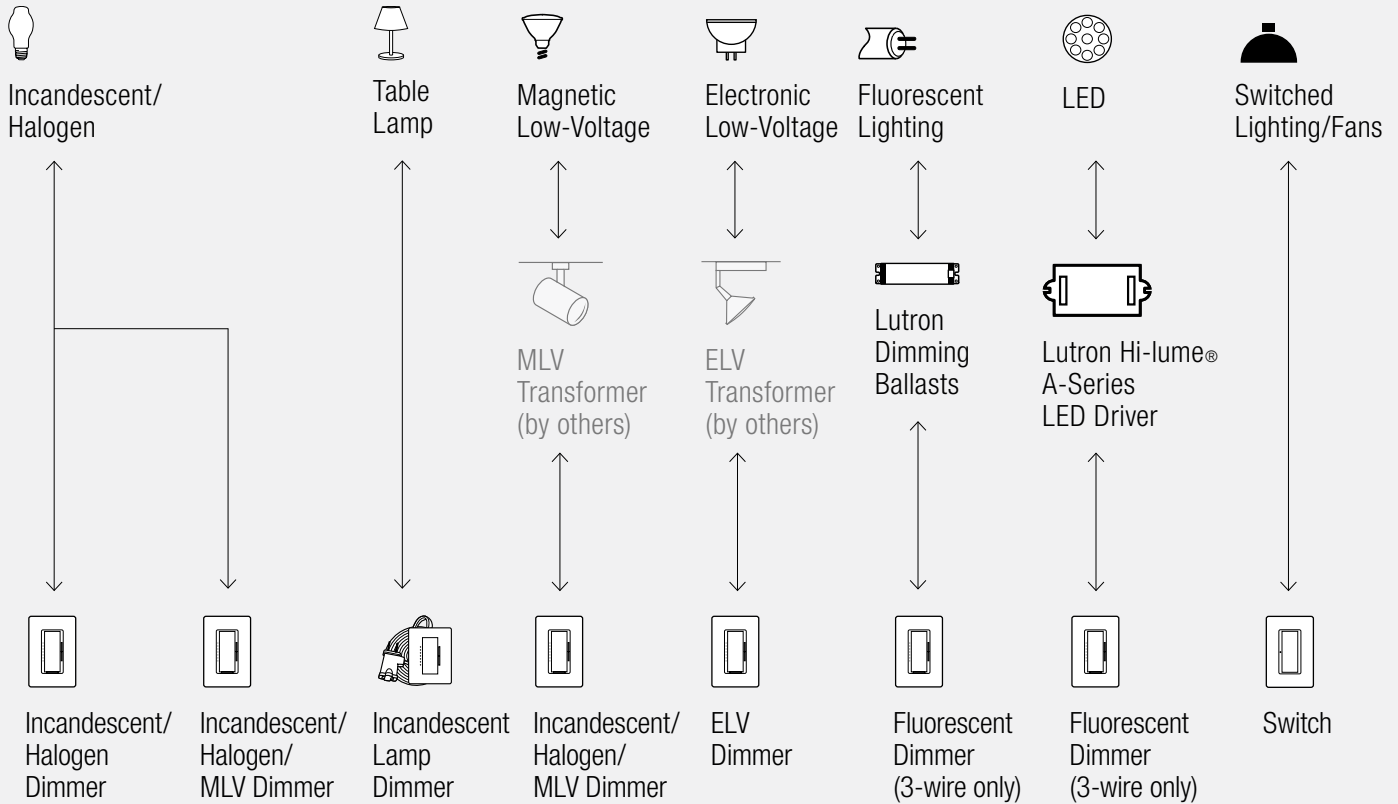 Incandescent/
Halogen
Table
Lamp
Magnetic
Low-Voltage
Electronic
Low-Voltage
Fluorescent
Lighting
LED
Switched
Lighting/Fans
MLV
Transformer
(by others)
ELV
Transformer
(by others)
Lutron
Dimming
Ballasts
Lutron Hi-lume®
A-Series
LED Driver
Incandescent/
Halogen
Dimmer
Incandescent/
Halogen/
MLV Dimmer
Incandescent
Lamp
Dimmer
Incandescent/
Halogen/
MLV Dimmer
ELV
Dimmer
Fluorescent
Dimmer
(3-wire only)
Fluorescent
Dimmer
(3-wire only)
Switch